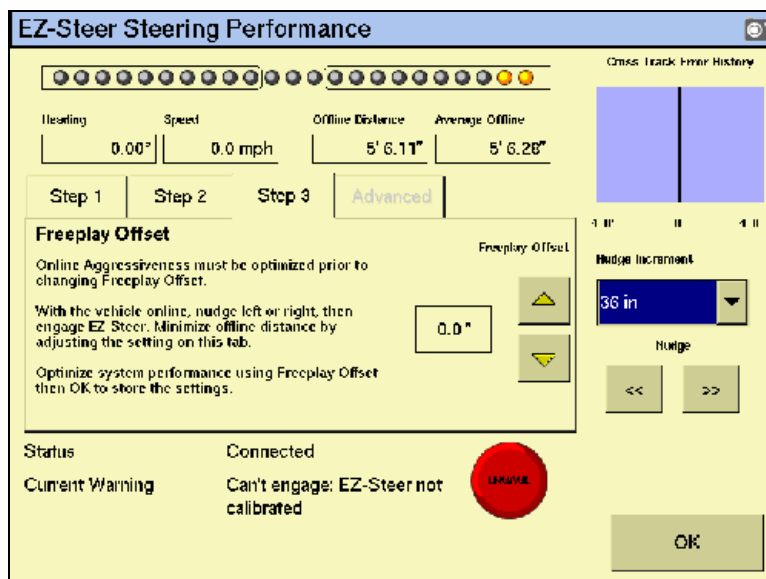 EZ-Steer Steering Performance
Cross Track Error History
Heading Speed Offline Distance Average Offline
0.00° 0.0 mph 5' 6.11" 5' 6.28"
Step 1 Step 2 Step 3 Advanced
Freeplay Offset
Freeplay Offset
Online Aggressiveness must be optimized prior to
changing Freeplay Offset.
With the vehicle online, nudge left or right, then
engage EZ Steer. Minimize offline distance by
adjusting the setting on this tab.
0.0 "
Optimize system performance using Freeplay Offset
then OK to store the settings.
0
Nudge Increment
36 in
Nudge
<< >>
Status Connected
Current Warning Can't engage: EZ-Steer not
calibrated
ENGAGE
OK